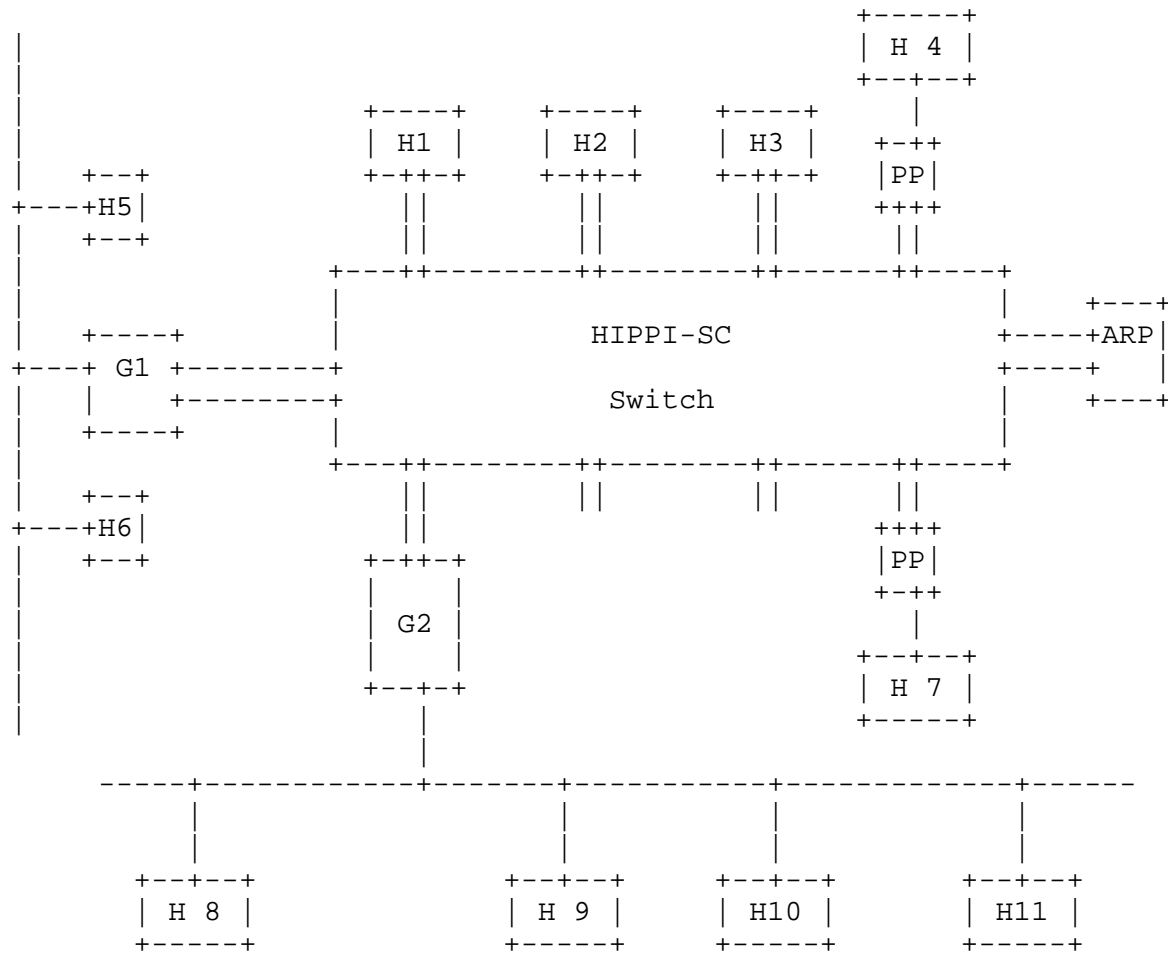 H 4
H1 H2 H3
PP
H5
HIPPI-SC ARP
G1
Switch
H6
PP
G2
H 7
H 8 H 9 H10 H11